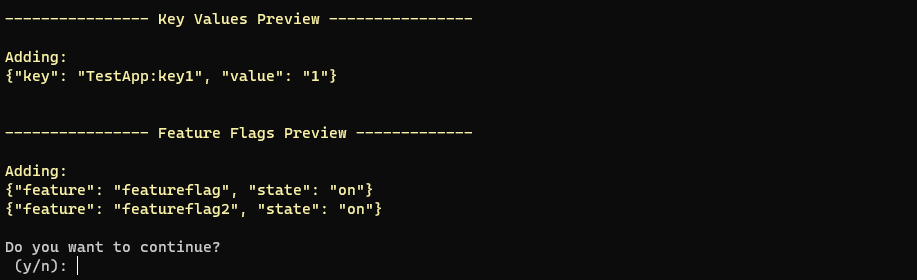 ---------------- Key Values Preview ----------------
Adding:
{"key": "TestApp:key1", "value": "1"}
---------------- Feature Flags Preview -------------
Adding:
{"feature": "featureflag", "state": "on"}
{"feature": "featureflag2", "state": "on"}
Do you want to continue?
(y/n):